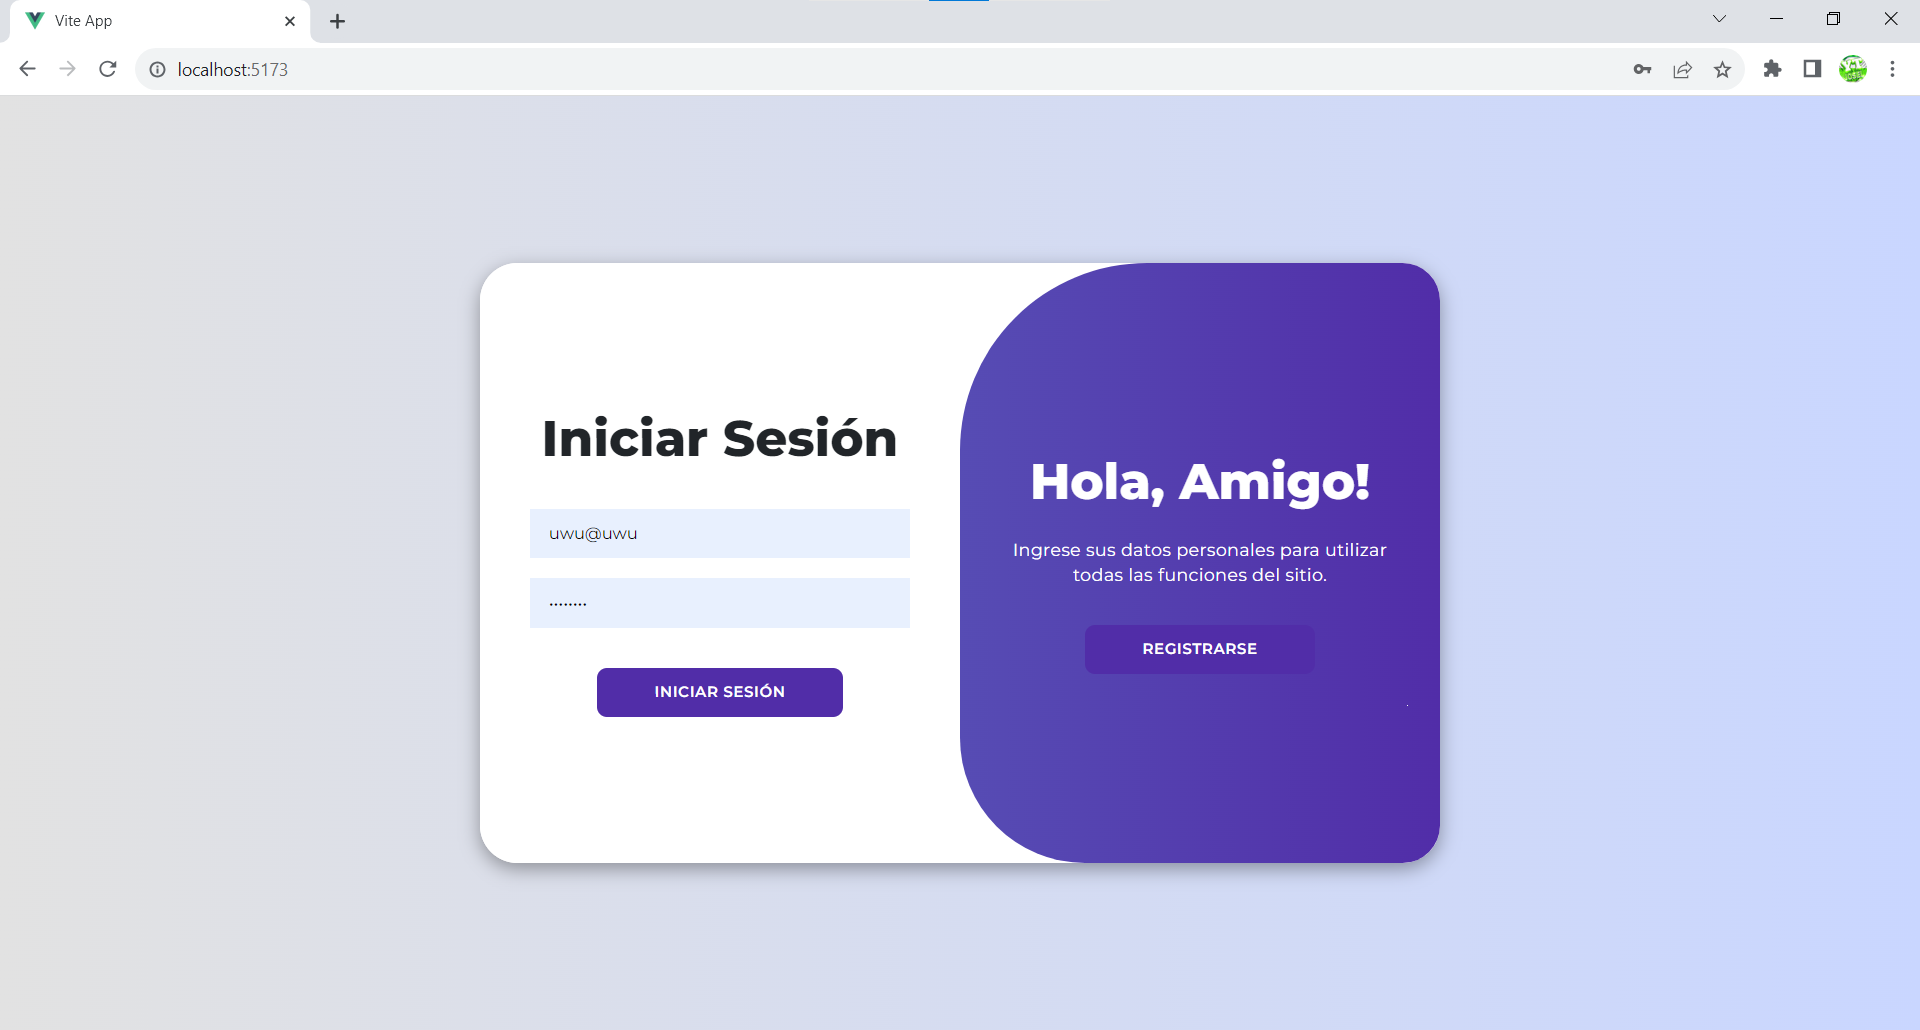 Vite App
localhost:5173
Iniciar Sesión
uwu@uwu
........
INICIAR SESIÓN
Hola, Amigo!
Ingrese sus datos personales para utilizar
todas las funciones del sitio.
REGISTRARSE